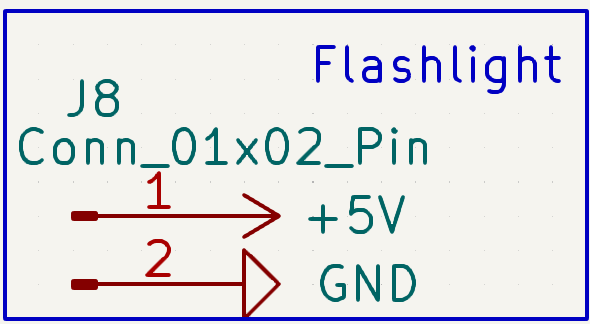 Flashlight
J8
Conn_01x02_Pin
1 +5V
2 GND